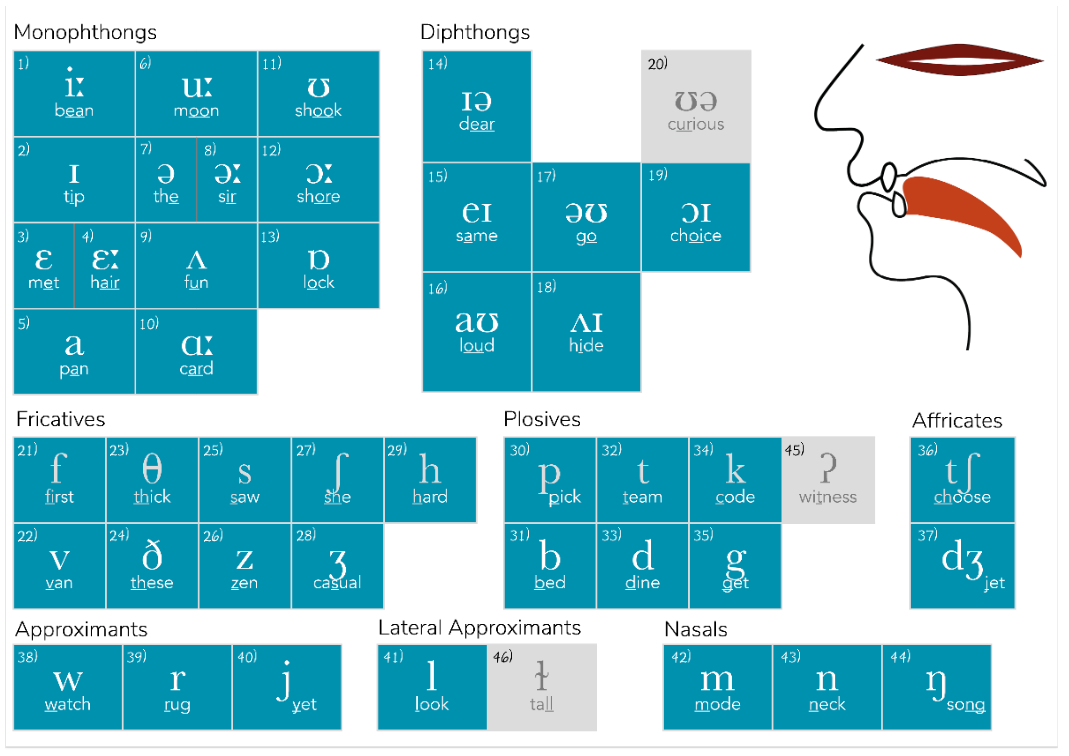 Monophthongs
1) iː bean
6) uː moon
11) ʊ shook
2) ɪ tip
7) ə the
8) əː sir
12) ɔː shore
3) ɛ met
4) ɛː hair
9) ʌ fun
13) ɒ lock
5) a pan
10) ɑː card
Diphthongs
14) ɪə dear
20) ʊə curious
15) eɪ same
17) əʊ go
19) ɔɪ choice
16) aʊ loud
18) ʌɪ hide
Fricatives
21) f first
23) θ thick
25) s saw
27) ʃ she
29) h hard
22) v van
24) ð these
26) z zen
28) ʒ casual
Plosives
30) p pick
32) t team
34) k code
45) ʔ witness
31) b bed
33) d dine
35) g get
Affricates
36) tʃ choose
37) dʒ jet
Approximants
38) w watch
39) r rug
40) j yet
Lateral Approximants
41) l look
46) ɫ tall
Nasals
42) m mode
43) n neck
44) ŋ song